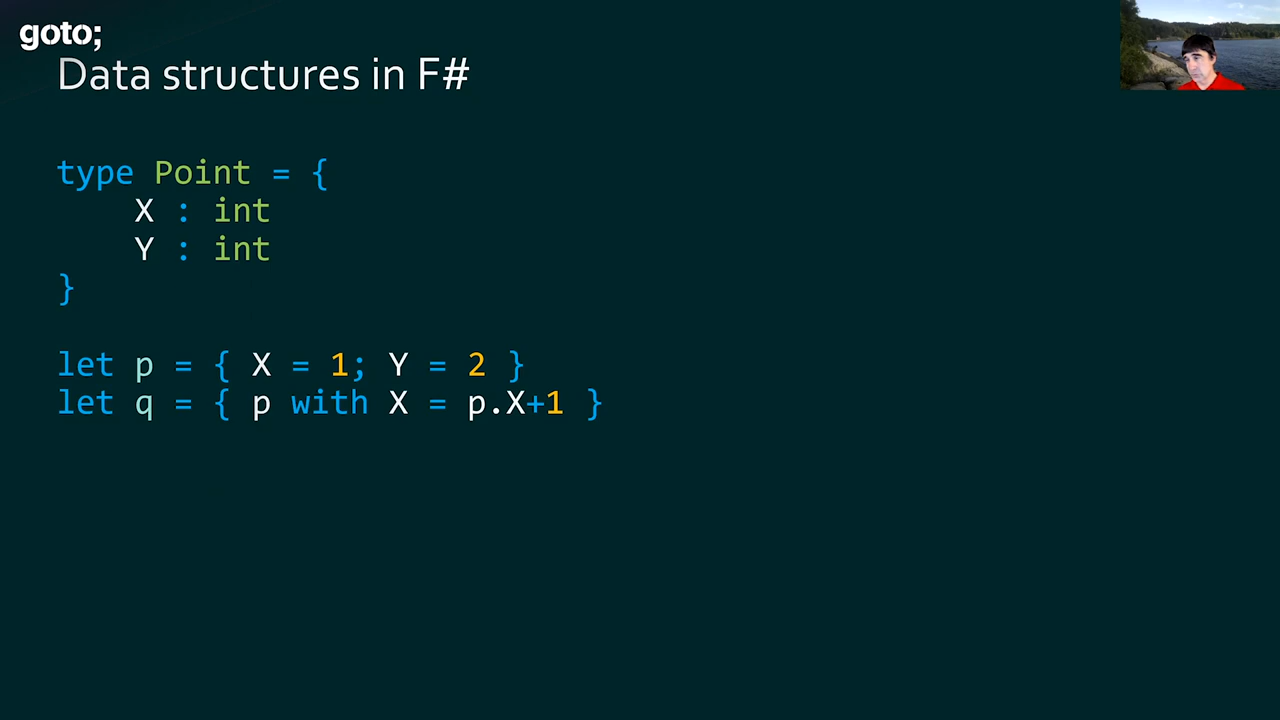 goto;
Data structures in F#
type Point = {
    X : int
    Y : int
}
let p = { X = 1; Y = 2 }
let q = { p with X = p.X+1 }